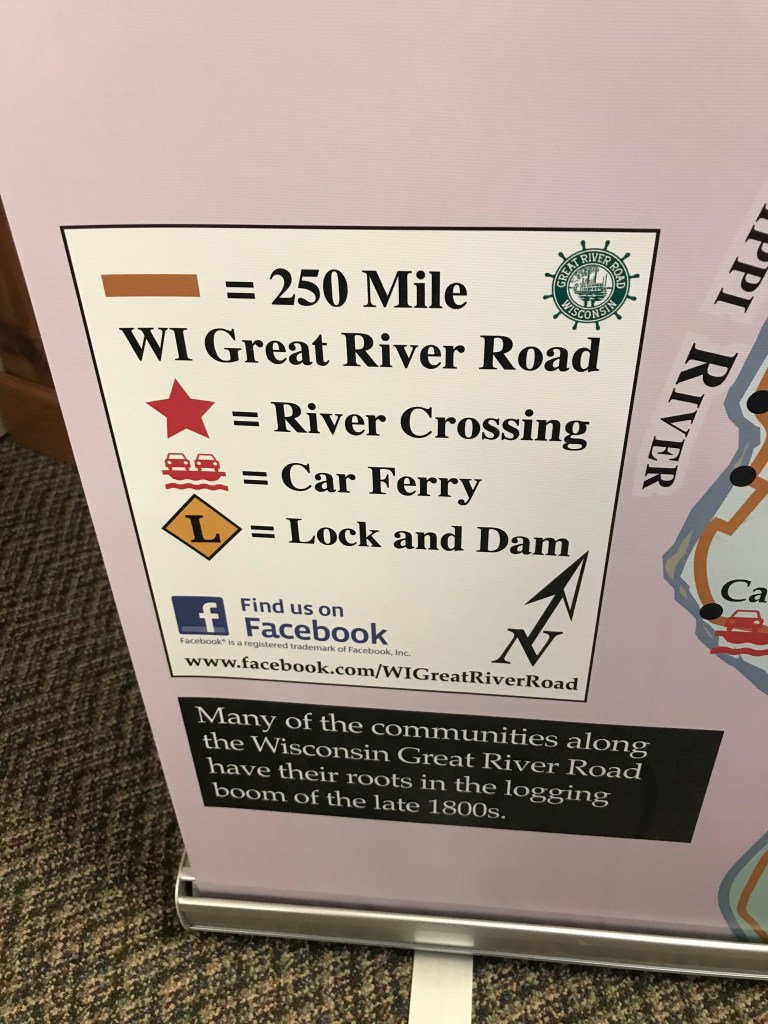 = 250 Mile
GREAT RIVER ROAD
WISCONSIN
WI Great River Road
= River Crossing
= Car Ferry
L = Lock and Dam
N
f Find us on
Facebook
Facebook® is a registered trademark of Facebook, Inc.
www.facebook.com/WIGreatRiverRoad
Many of the communities along
the Wisconsin Great River Road
have their roots in the logging
boom of the late 1800s.
IPPI RIVER
Ca